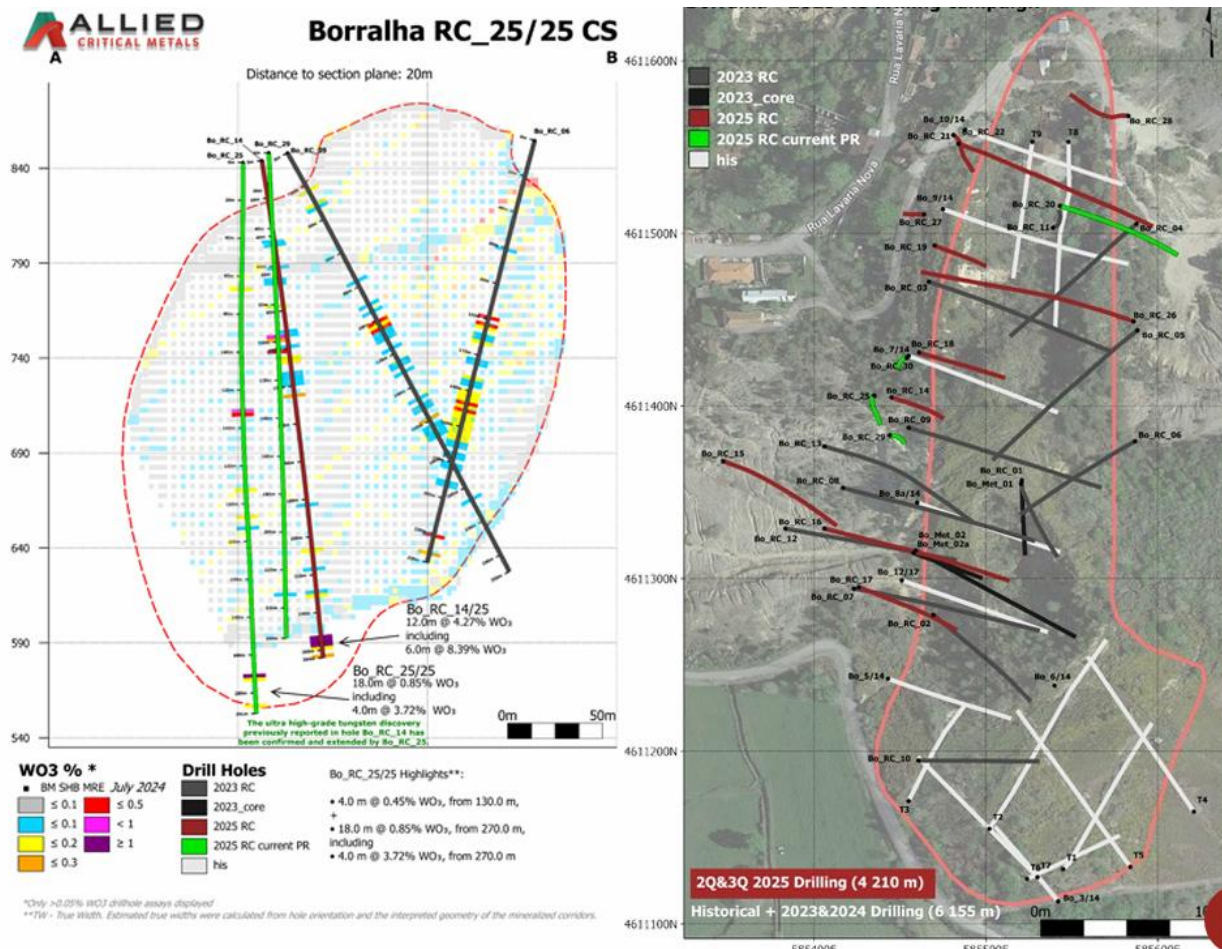 ALLIED
CRITICAL METALS
Borralha RC_25/25 CS
A
B
Distance to section plane: 20m
Bo_RC_14
Bo_RC_25
Bo_RC_29
Bo_RC_09
Bo_RC_06
840
790
740
690
640
590
540
Bo_RC_14/25
12.0m @ 4.27% WO₃
including
6.0m @ 8.39% WO₃
Bo_RC_25/25
18.0m @ 0.85% WO₃
including
4.0m @ 3.72% WO₃
The ultra high-grade tungsten discovery
previously reported in hole Bo_RC_14 has
been confirmed and extended by Bo_RC_25.
0m 50m
WO3 % *
BM SHB MRE July 2024
≤ 0.1
≤ 0.1
≤ 0.2
≤ 0.3
≤ 0.5
< 1
≥ 1
Drill Holes
2023 RC
2023_core
2025 RC
2025 RC current PR
his
Bo_RC_25/25 Highlights**:
• 4.0 m @ 0.45% WO₃, from 130.0 m,
+
• 18.0 m @ 0.85% WO₃, from 270.0 m,
including
• 4.0 m @ 3.72% WO₃, from 270.0 m
*Only >0.05% WO3 drillhole assays displayed
**TW - True Width. Estimated true widths were calculated from hole orientation and the interpreted geometry of the mineralized corridors.
4611600N
4611500N
4611400N
4611300N
4611200N
4611100N
2023 RC
2023_core
2025 RC
2025 RC current PR
his
Rua Lavaria Nova
Rua Lavaria Nova
Bo_RC_28
Bo_10/14
Bo_RC_21
Bo_RC_22
T9
T8
Bo_9/14
Bo_RC_27
Bo_RC_20
Bo_RC_11
Bo_RC_04
Bo_RC_19
Bo_RC_03
Bo_RC_26
Bo_RC_05
Bo_7/14
Bo_RC_18
Bo_RC_30
Bo_RC_25
Bo_RC_14
Bo_RC_09
Bo_RC_29
Bo_RC_06
Bo_RC_13
Bo_RC_15
Bo_RC_08
Bo_RC_01
Bo_Met_01
Bo_8a/14
Bo_RC_16
Bo_RC_12
Bo_Met_02
Bo_Met_02a
Bo_12/17
Bo_RC_17
Bo_RC_07
Bo_RC_02
Bo_5/14
Bo_6/14
Bo_RC_10
T3
T2
T4
T6
T7
T1
T5
Bo_3/14
2Q&3Q 2025 Drilling (4 210 m)
Historical + 2023&2024 Drilling (6 155 m)
0m